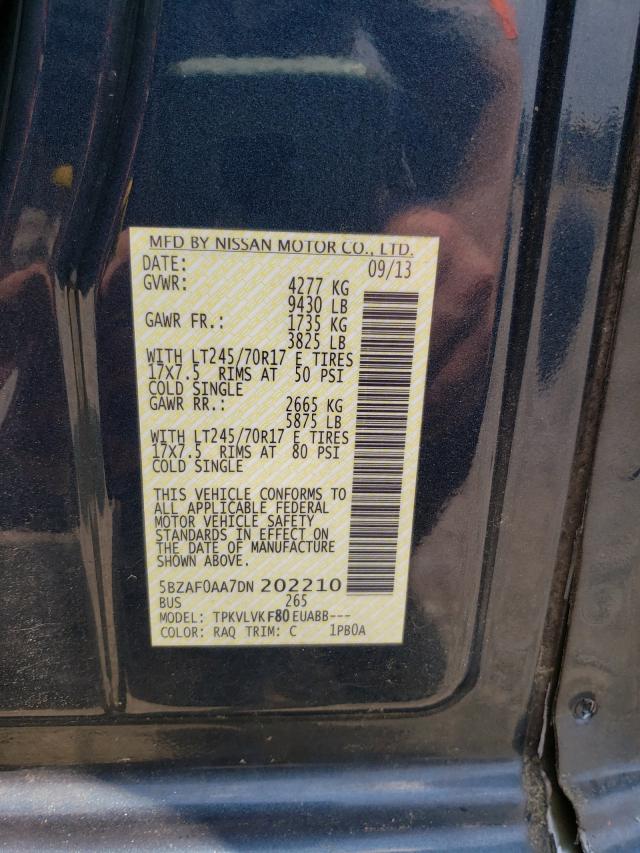 MFD BY NISSAN MOTOR CO., LTD.
DATE: 09/13
GVWR: 4277 KG
9430 LB
GAWR FR.: 1735 KG
3825 LB
WITH LT245/70R17 E TIRES
17X7.5 RIMS AT 50 PSI
COLD SINGLE
GAWR RR.: 2665 KG
5875 LB
WITH LT245/70R17 E TIRES
17X7.5 RIMS AT 80 PSI
COLD SINGLE
THIS VEHICLE CONFORMS TO
ALL APPLICABLE FEDERAL
MOTOR VEHICLE SAFETY
STANDARDS IN EFFECT ON
THE DATE OF MANUFACTURE
SHOWN ABOVE.
5BZAF0AA7DN 202210
BUS 265
MODEL: TPKVLVKF80EUABB---
COLOR: RAQ TRIM: C 1PB0A